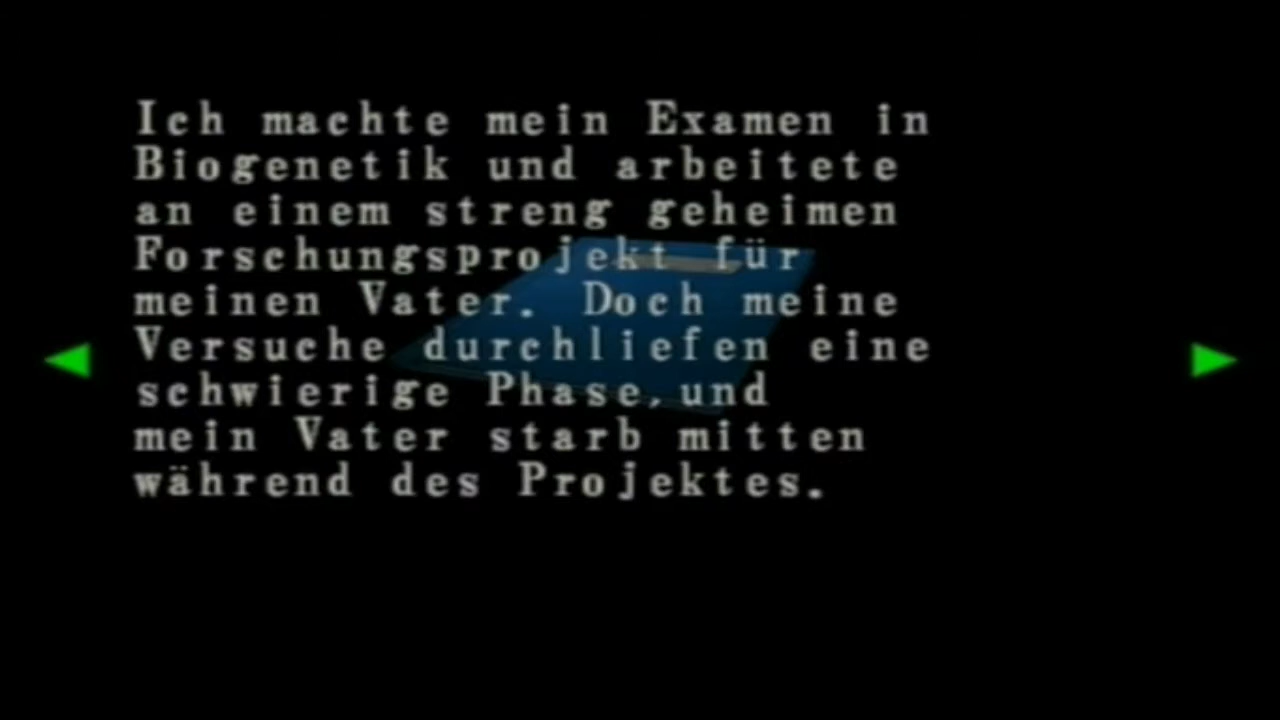 Ich machte mein Examen in
Biogenetik und arbeitete
an einem streng geheimen
Forschungsprojekt für
meinen Vater. Doch meine
Versuche durchliefen eine
schwierige Phase,und
mein Vater starb mitten
während des Projektes.